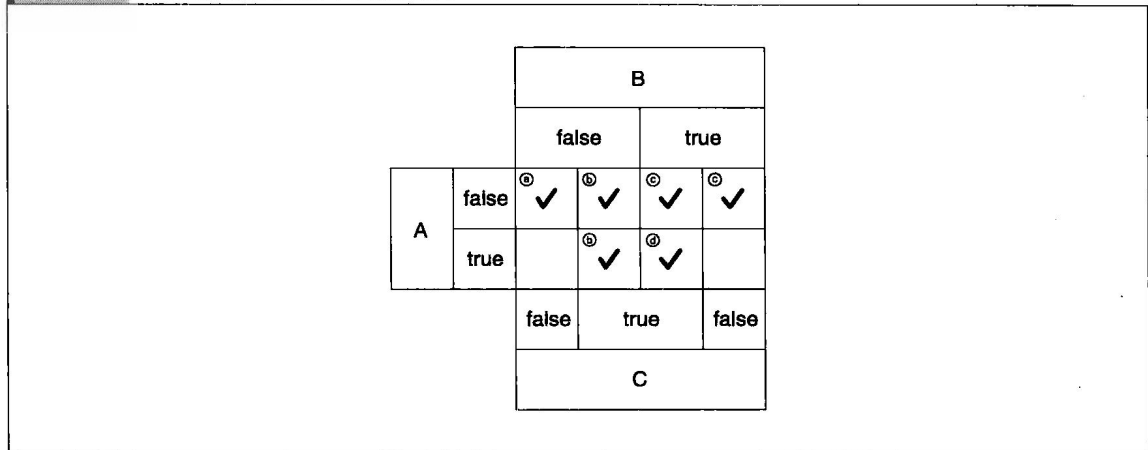 B
false true
ⓐ ✓ ⓑ ✓ ⓒ ✓ ⓒ ✓
false
A
true
ⓑ ✓ ⓓ ✓
false true false
C